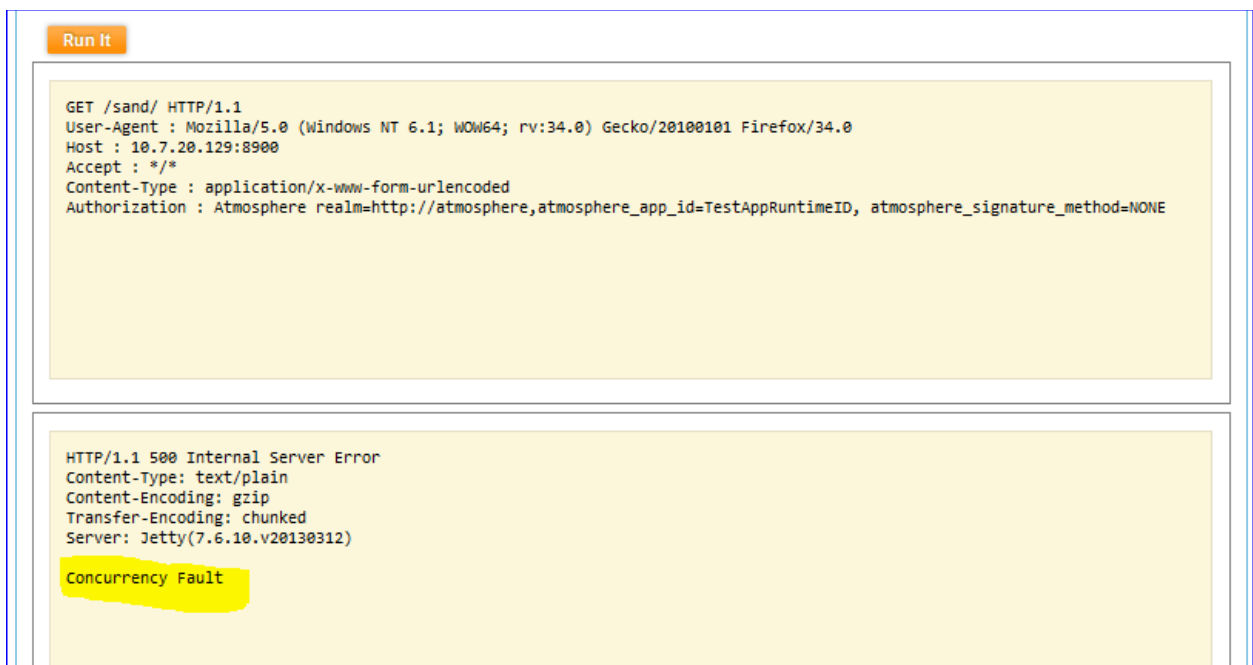 Run It
GET /sand/ HTTP/1.1
User-Agent : Mozilla/5.0 (Windows NT 6.1; WOW64; rv:34.0) Gecko/20100101 Firefox/34.0
Host : 10.7.20.129:8900
Accept : */*
Content-Type : application/x-www-form-urlencoded
Authorization : Atmosphere realm=http://atmosphere,atmosphere_app_id=TestAppRuntimeID, atmosphere_signature_method=NONE
HTTP/1.1 500 Internal Server Error
Content-Type: text/plain
Content-Encoding: gzip
Transfer-Encoding: chunked
Server: Jetty(7.6.10.v20130312)
Concurrency Fault